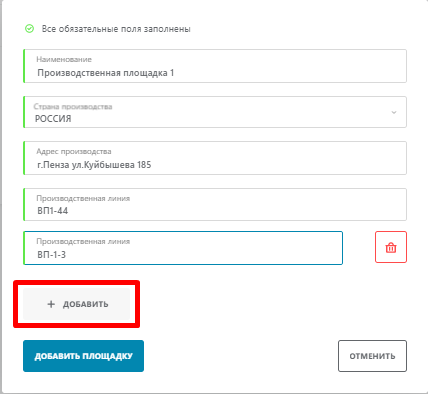 Все обязательные поля заполнены
Наименование
Производственная площадка 1
Страна производства
РОССИЯ
Адрес производства
г.Пенза ул.Куйбышева 185
Производственная линия
ВП1-44
Производственная линия
ВП-1-3
+ ДОБАВИТЬ
ДОБАВИТЬ ПЛОЩАДКУ
ОТМЕНИТЬ